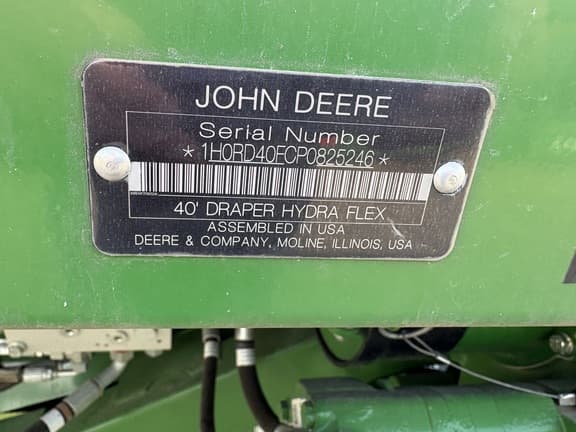 JOHN DEERE
Serial Number
*1H0RD40FCP0825246*
40' DRAPER HYDRA FLEX
ASSEMBLED IN USA
DEERE & COMPANY, MOLINE, ILLINOIS, USA